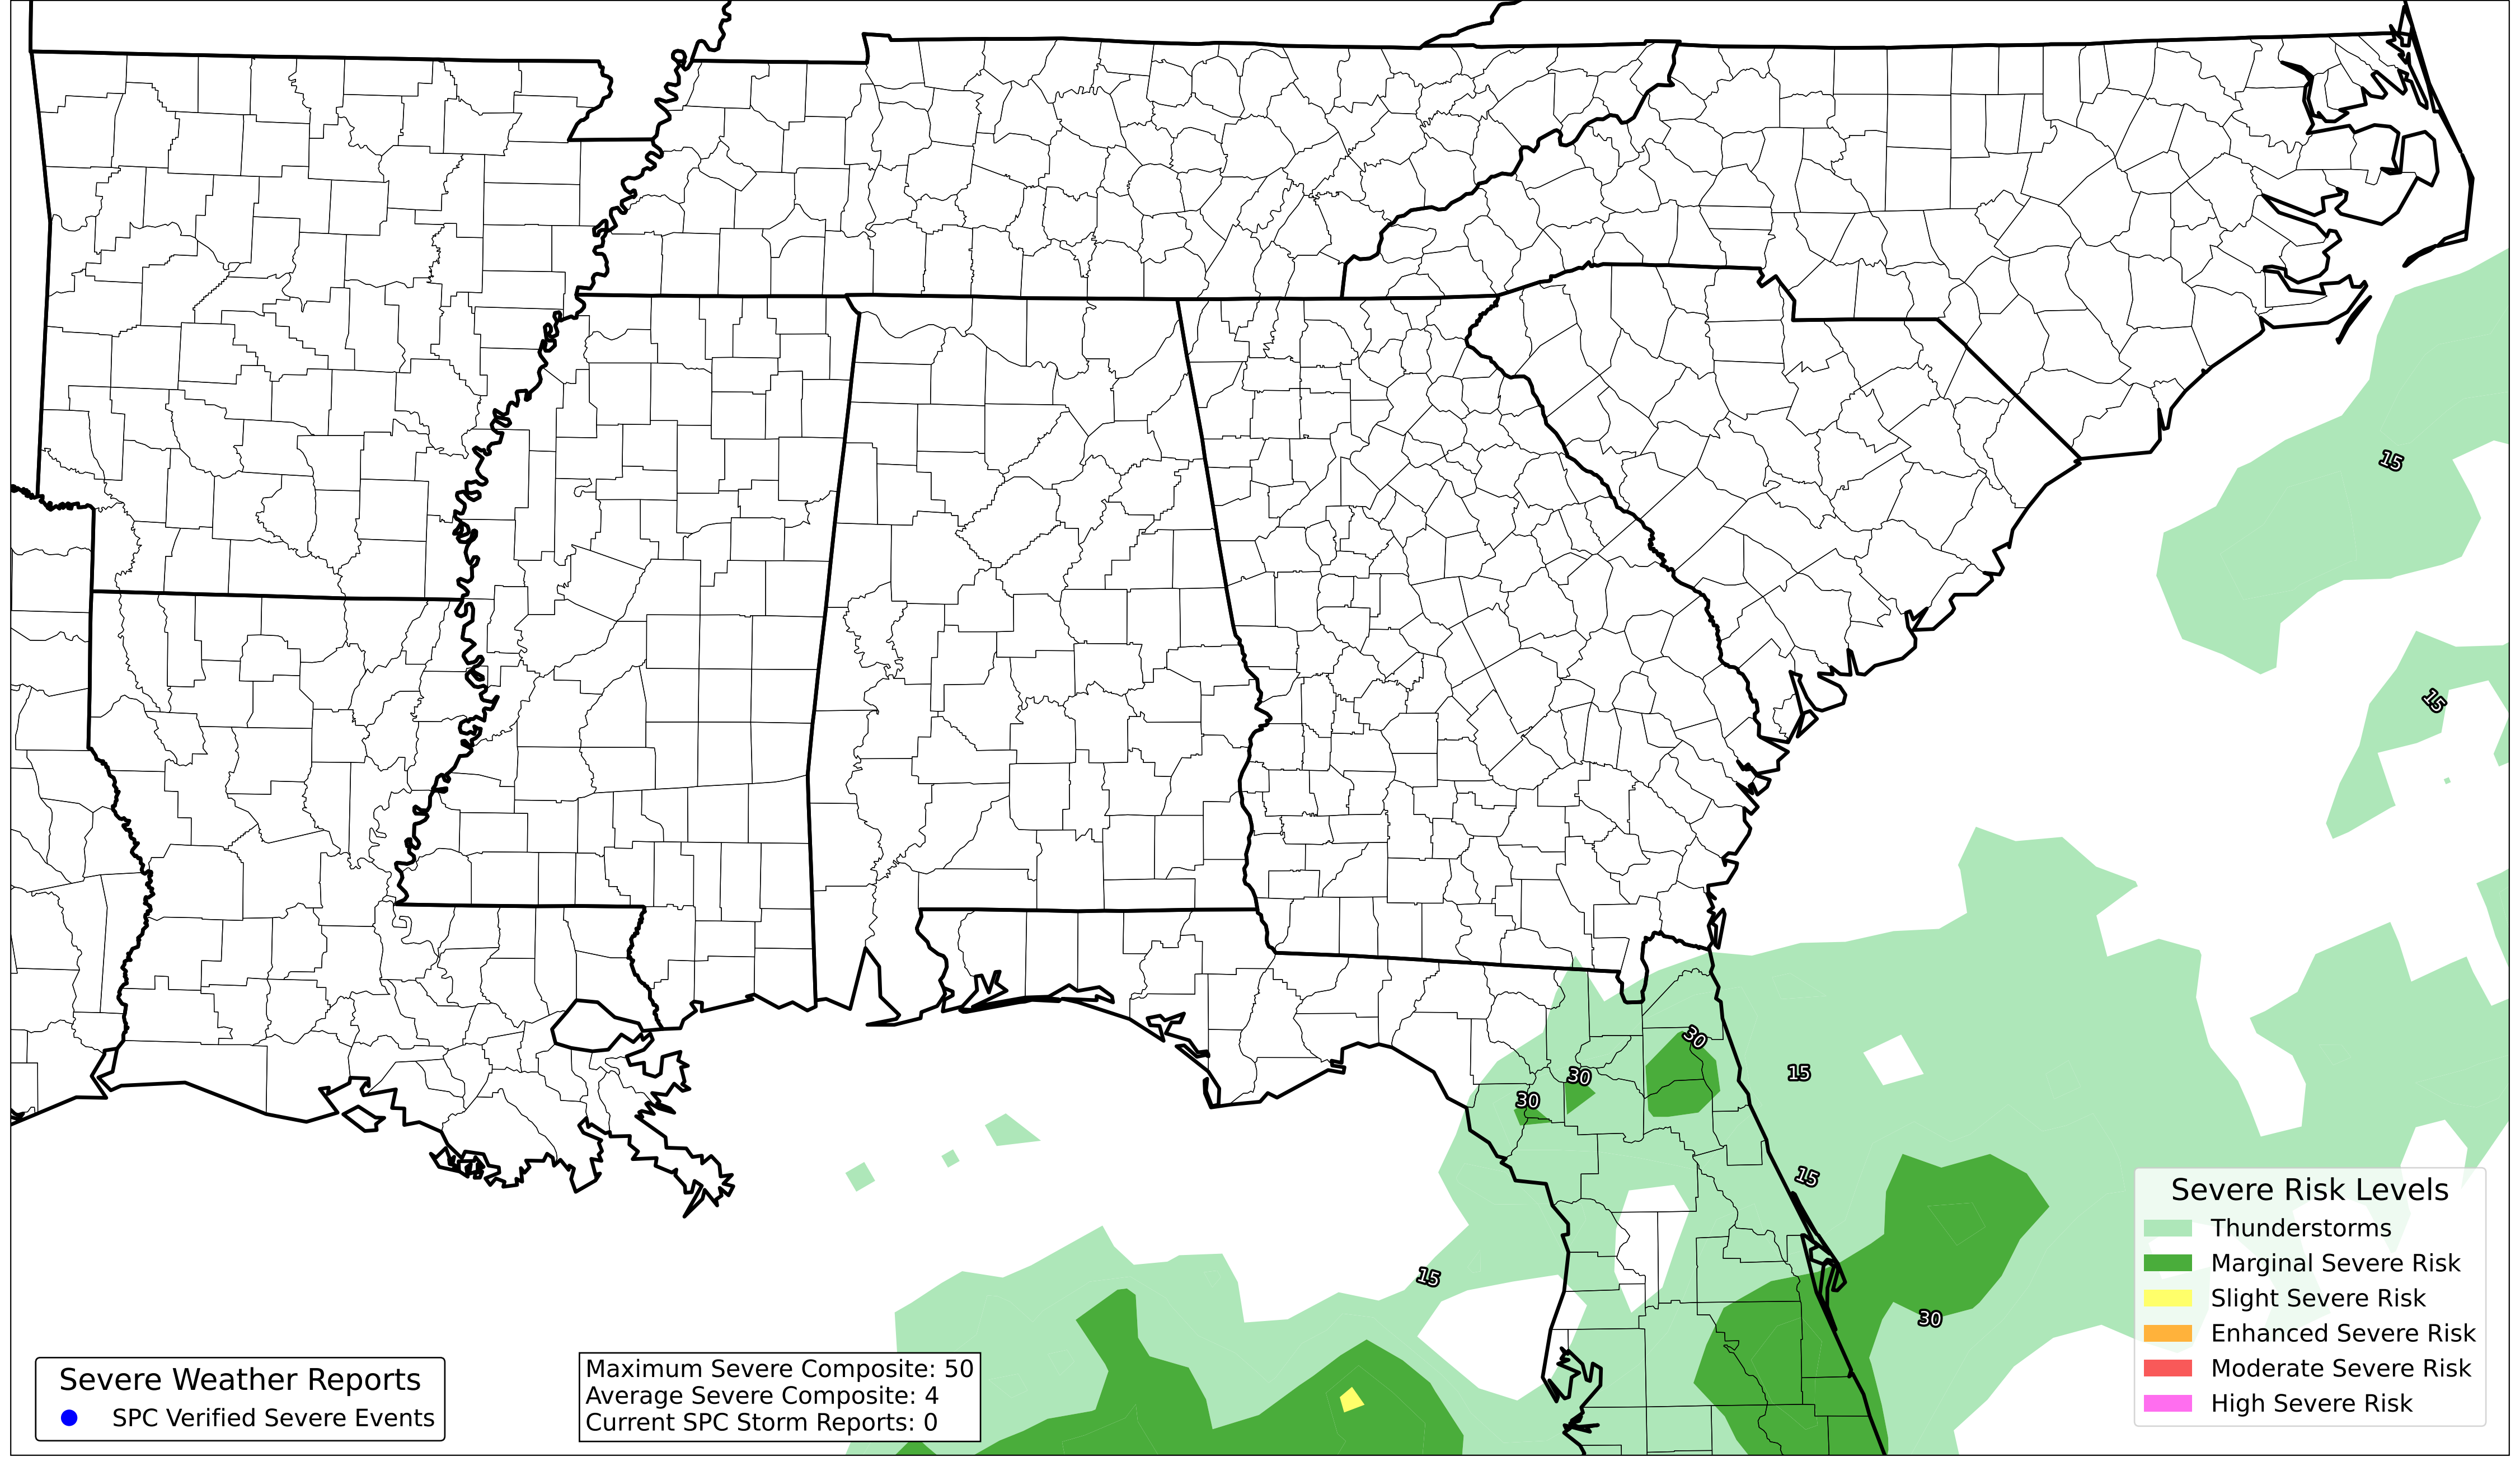 15
15
30
30
30
15
15
15
30
Severe Risk Levels
Thunderstorms
Marginal Severe Risk
Slight Severe Risk
Enhanced Severe Risk
Moderate Severe Risk
High Severe Risk
Severe Weather Reports
SPC Verified Severe Events
Maximum Severe Composite: 50
Average Severe Composite: 4
Current SPC Storm Reports: 0